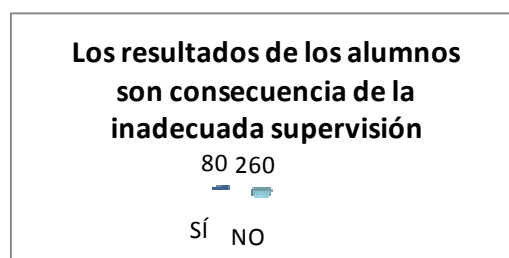 Los resultados de los alumnos
son consecuencia de la
inadecuada supervisión
80 260
SÍ NO